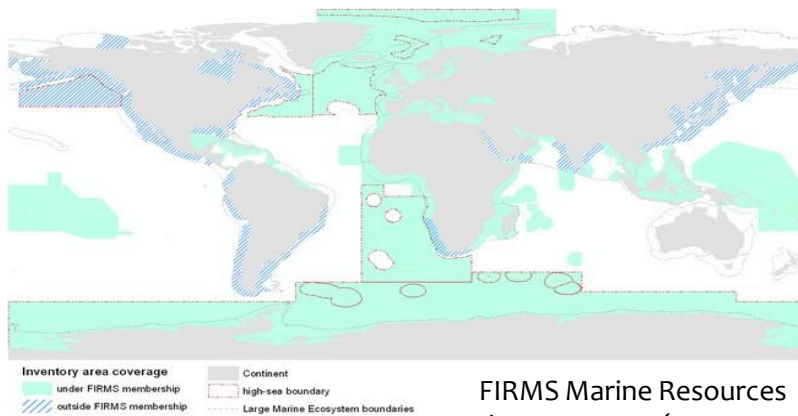 Inventory area coverage
under FIRMS membership
outside FIRMS membership
Continent
high-sea boundary
Large Marine Ecosystem boundaries
FIRMS Marine Resources